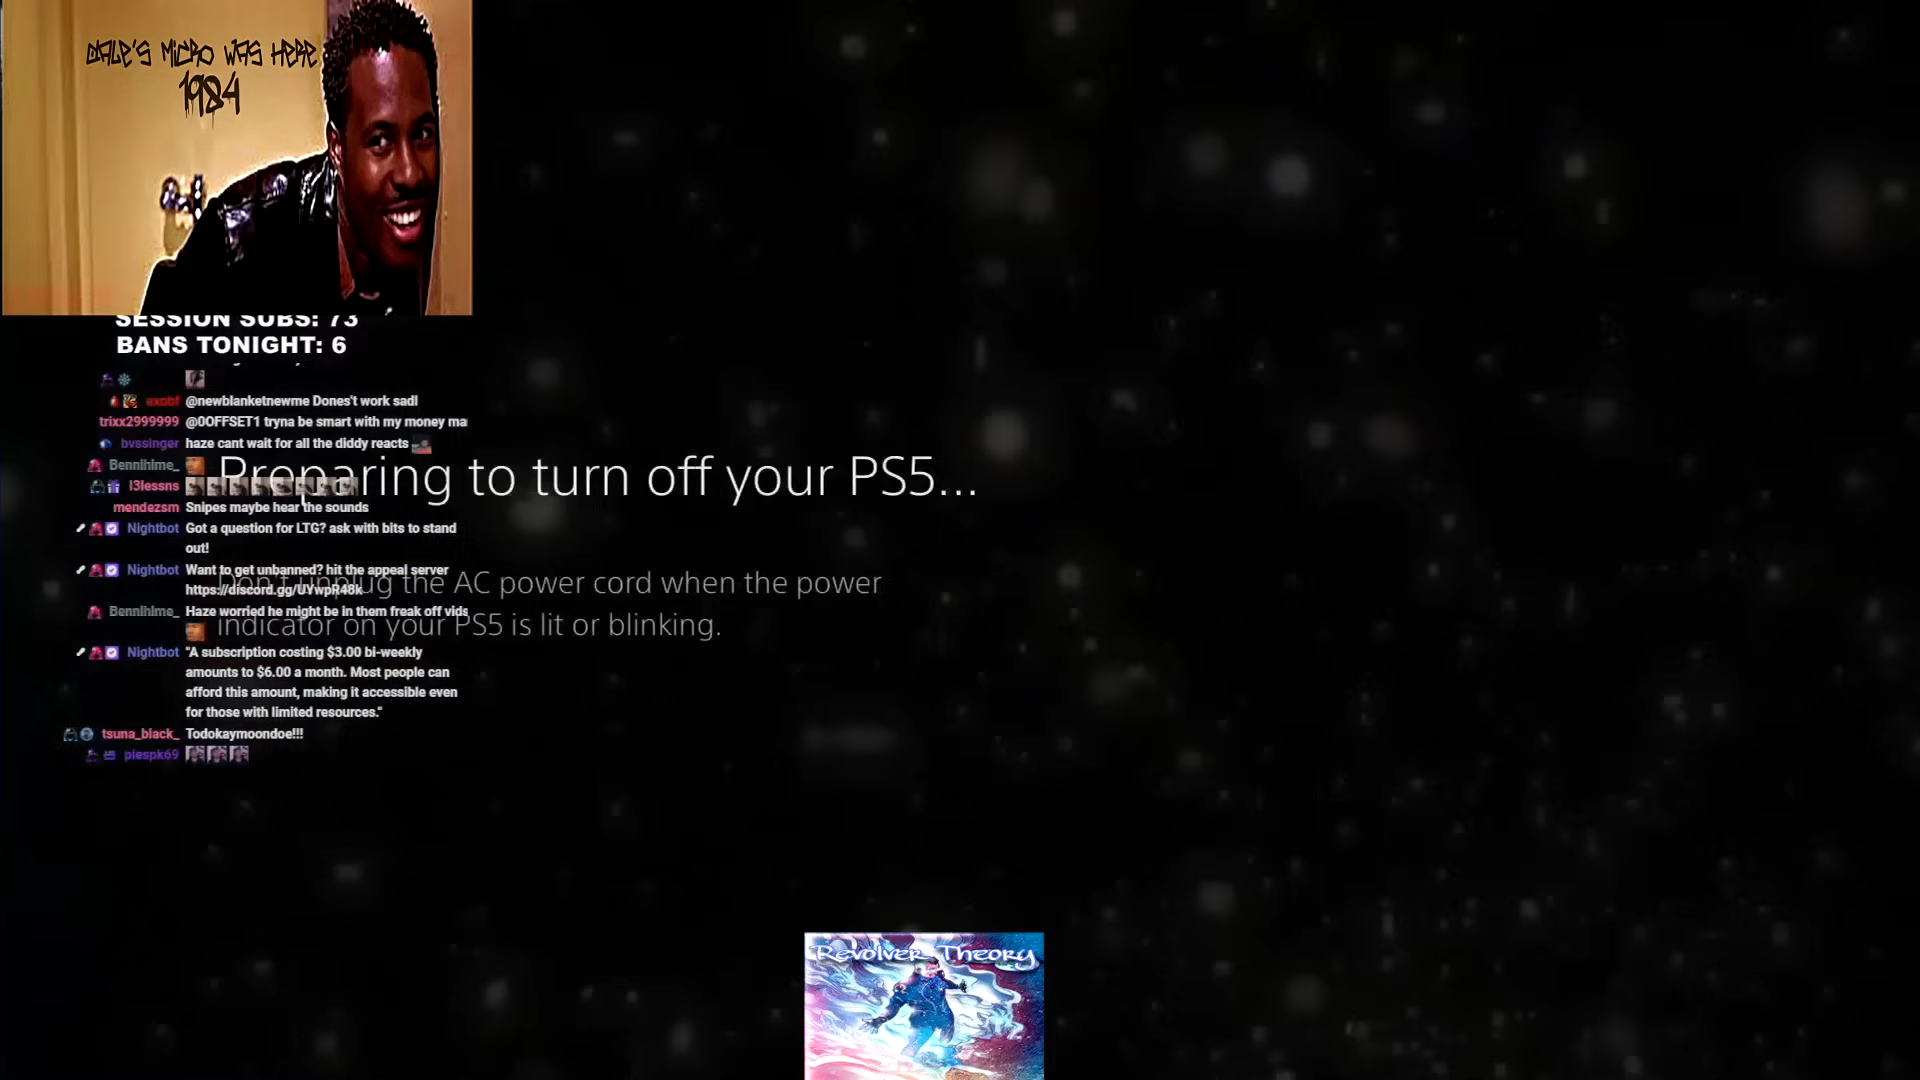 DALE'S MICRO WAS HERE
1984
SESSION SUBS: 73
BANS TONIGHT: 6
axobf @newblanketnewme Dones't work sadl
trixx2999999 @0OFFSET1 tryna be smart with my money ma
bvssinger haze cant wait for all the diddy reacts
Bennihime_
Preparing to turn off your PS5...
l3lessns
mendezsm Snipes maybe hear the sounds
Nightbot Got a question for LTG? ask with bits to stand
out!
Nightbot Want to get unbanned? hit the appeal server
https://discord.gg/UYwpR48k
Don't unplug the AC power cord when the power
Bennihime_ Haze worried he might be in them freak off vids
indicator on your PS5 is lit or blinking.
Nightbot "A subscription costing $3.00 bi-weekly
amounts to $6.00 a month. Most people can
afford this amount, making it accessible even
for those with limited resources."
tsuna_black_ Todokaymoondoe!!!
piespk69
Revolver Theory